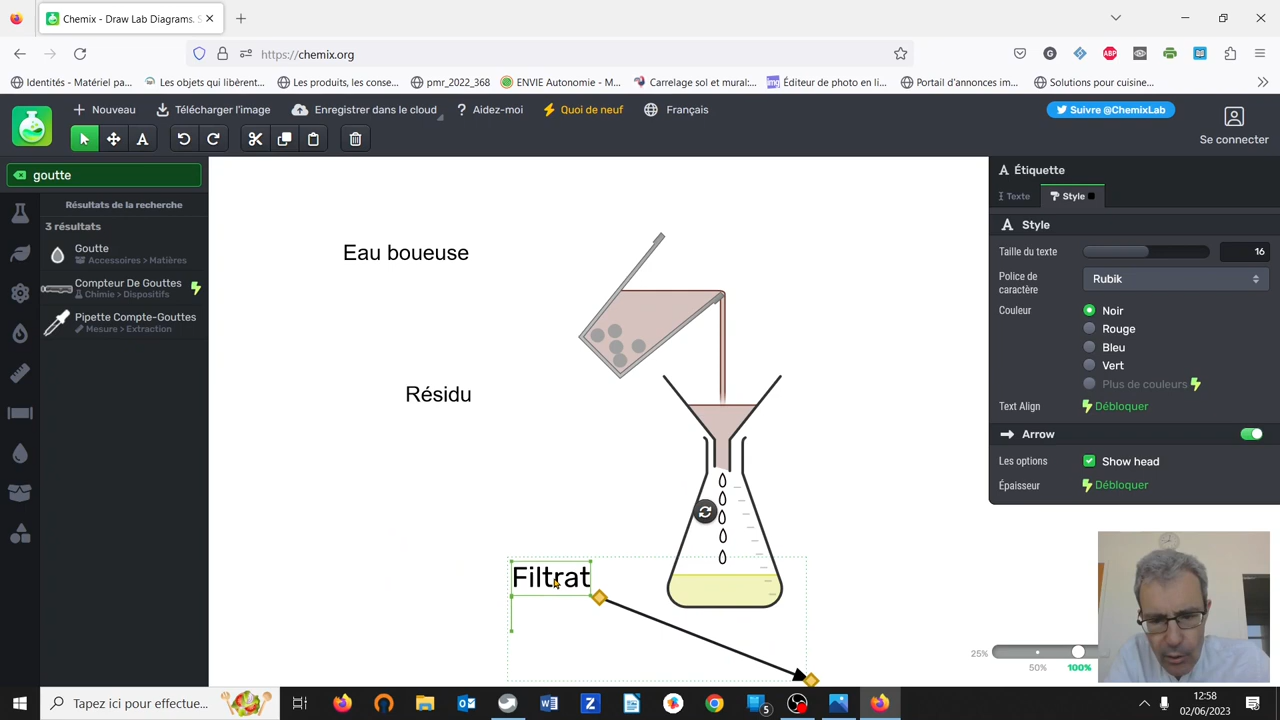 Chemix - Draw Lab Diagrams. S
https://chemix.org
Identités - Matériel pa...
Les objets qui libèrent...
Les produits, les conse...
pmr_2022_368
ENVIE Autonomie - M...
Carrelage sol et mural:...
Éditeur de photo en li...
Portail d'annonces im...
Solutions pour cuisine...
Nouveau
Télécharger l'image
Enregistrer dans le cloud
Aidez-moi
Quoi de neuf
Français
Suivre @ChemixLab
Se connecter
goutte
Résultats de la recherche
3 résultats
Goutte
Accessoires > Matières
Compteur De Gouttes
Chimie > Dispositifs
Pipette Compte-Gouttes
Mesure > Extraction
Eau boueuse
Résidu
Filtrat
Étiquette
Texte
Style
Style
Taille du texte
16
Police de caractère
Rubik
Couleur
Noir
Rouge
Bleu
Vert
Plus de couleurs
Text Align
Débloquer
Arrow
Les options
Show head
Épaisseur
Débloquer
25%
50%
100%
Tapez ici pour effectue...
5
12:58
02/06/2023